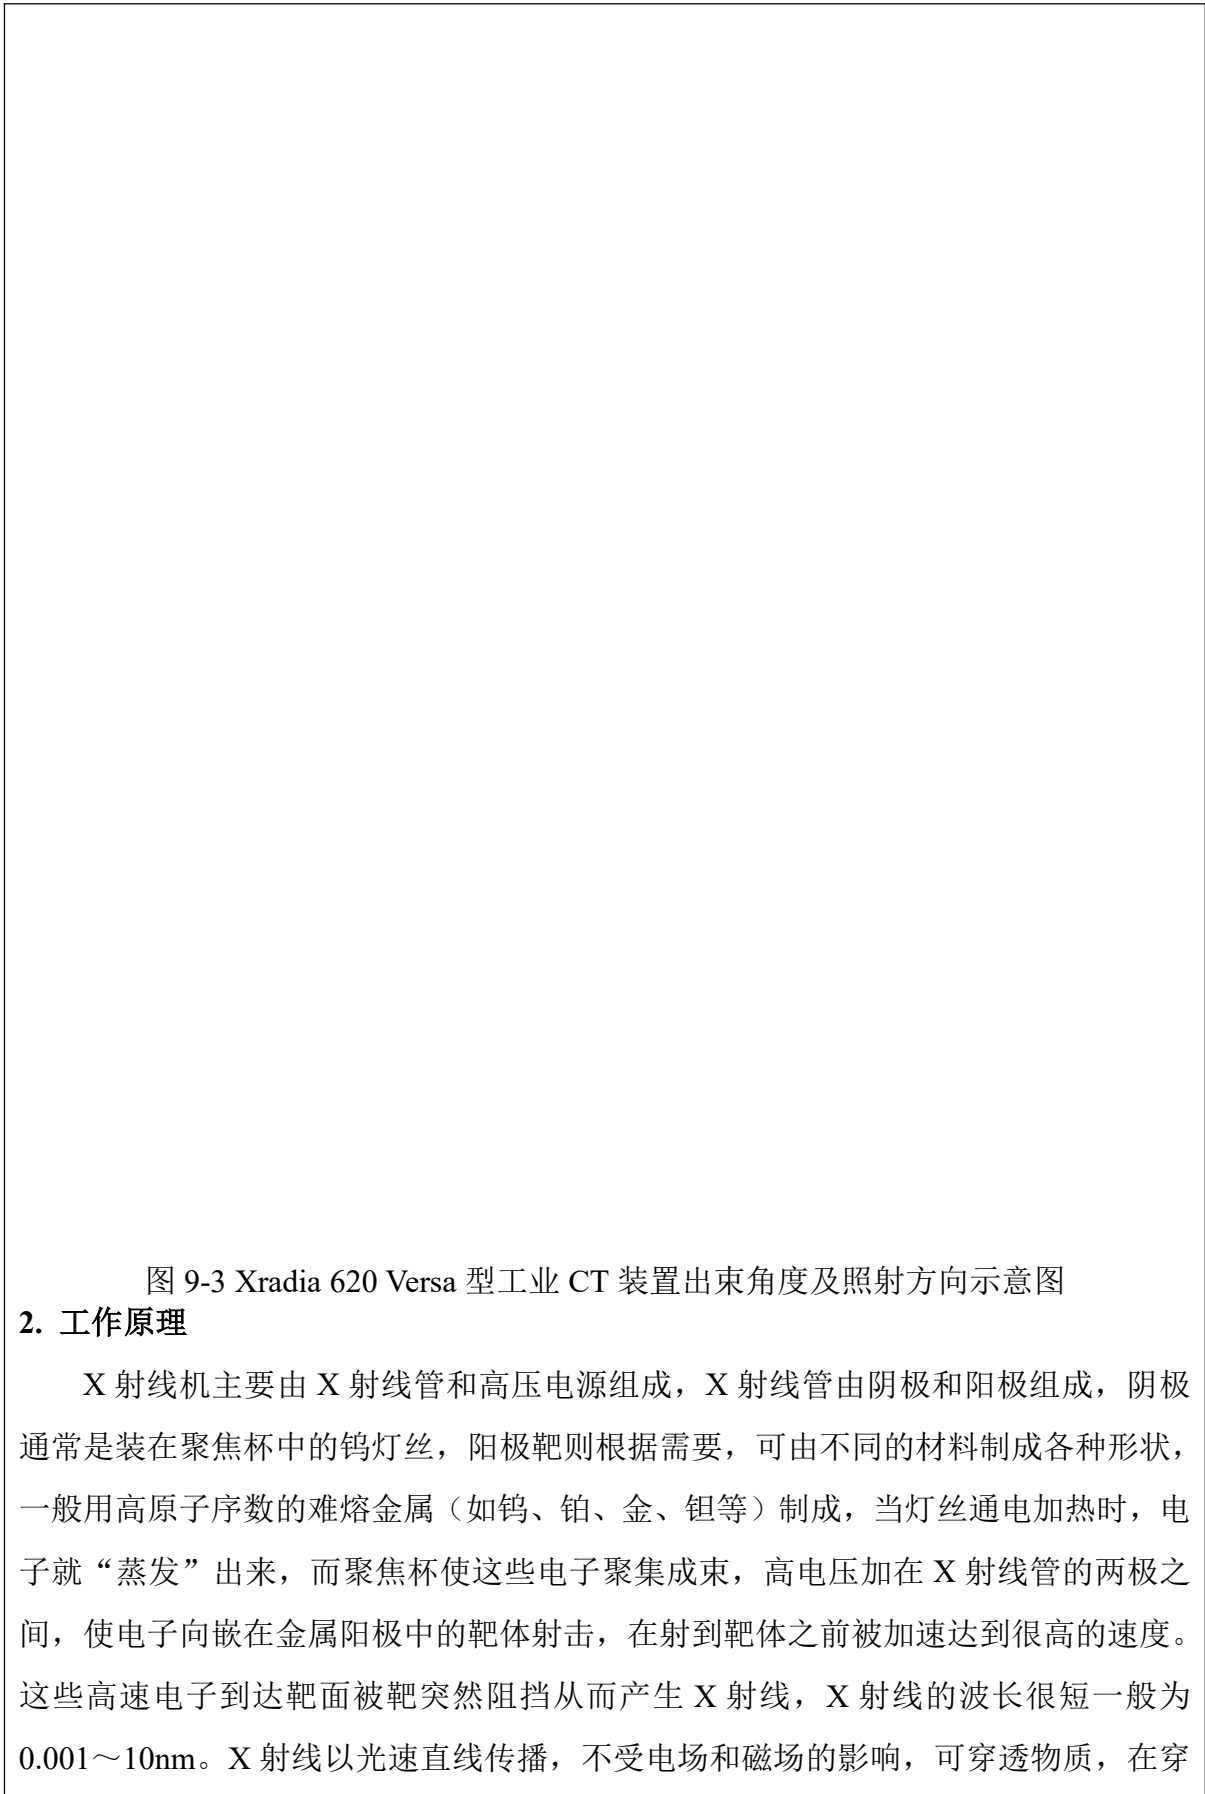 图 9-3 Xradia 620 Versa 型工业 CT 装置出束角度及照射方向示意图
2. 工作原理
X 射线机主要由 X 射线管和高压电源组成，X 射线管由阴极和阳极组成，阴极
通常是装在聚焦杯中的钨灯丝，阳极靶则根据需要，可由不同的材料制成各种形状，
一般用高原子序数的难熔金属（如钨、铂、金、钽等）制成，当灯丝通电加热时，电
子就“蒸发”出来，而聚焦杯使这些电子聚集成束，高电压加在 X 射线管的两极之
间，使电子向嵌在金属阳极中的靶体射击，在射到靶体之前被加速达到很高的速度。
这些高速电子到达靶面被靶突然阻挡从而产生 X 射线，X 射线的波长很短一般为
0.001～10nm。X 射线以光速直线传播，不受电场和磁场的影响，可穿透物质，在穿